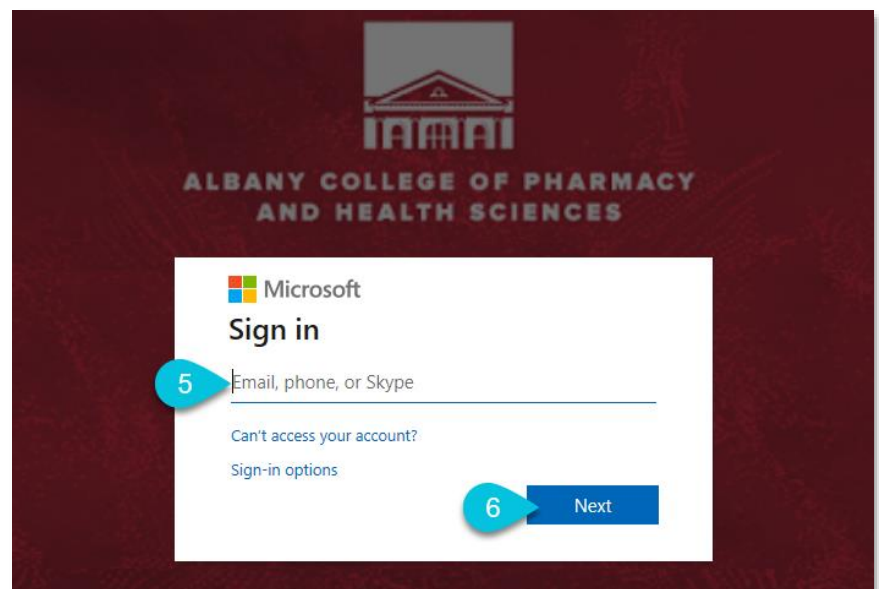 ALBANY COLLEGE OF PHARMACY
AND HEALTH SCIENCES
Microsoft
Sign in
5 Email, phone, or Skype
Can't access your account?
Sign-in options
6 Next